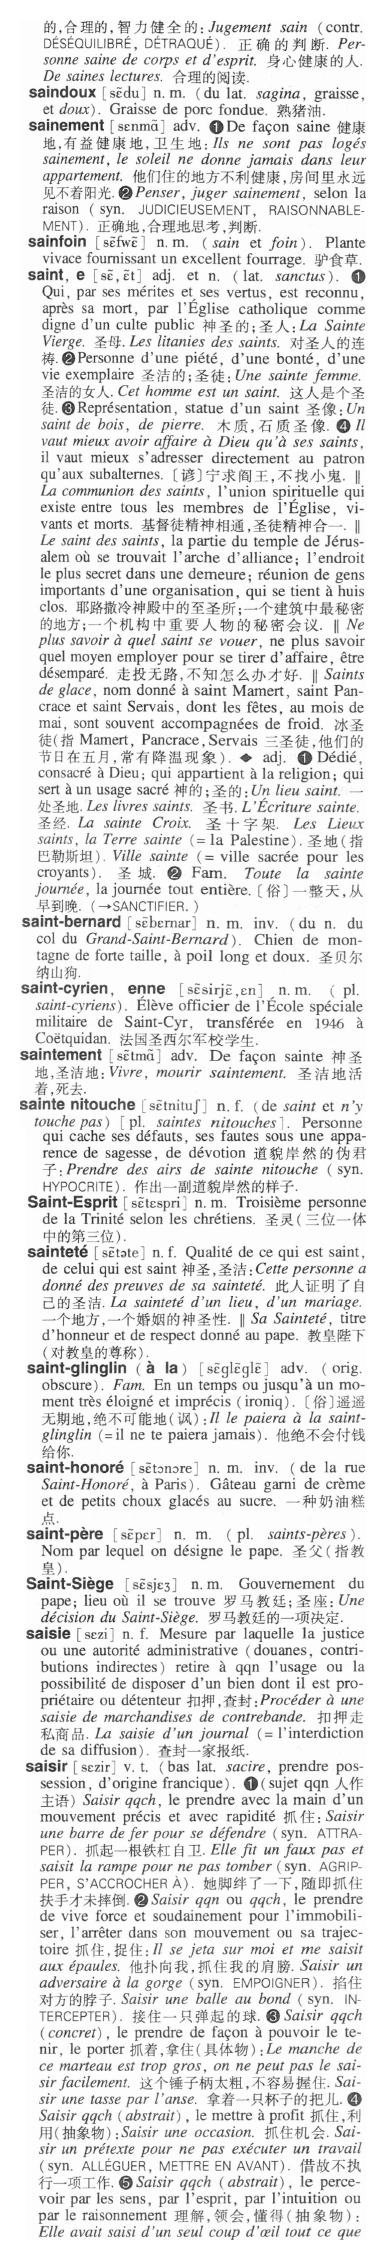 的,合理的,智力健全的: Jugement sain (contr.
DÉSÉQUILIBRÉ, DÉTRAQUÉ). 正确的判断. Per-
sonne saine de corps et d'esprit. 身心健康的人.
De saines lectures. 合理的阅读.
saindoux [sɛ̃du] n. m. (du lat. sagina, graisse,
et doux). Graisse de porc fondue. 熟猪油.
sainement [sɛnmɑ̃] adv. ❶De façon saine 健康
地,有益健康地,卫生地: Ils ne sont pas logés
sainement, le soleil ne donne jamais dans leur
appartement. 他们住的地方不利健康,房间里永远
见不着阳光. ❷Penser, juger sainement, selon la
raison (syn. JUDICIEUSEMENT, RAISONNABLE-
MENT). 正确地,合理地思考,判断.
sainfoin [sɛ̃fwɛ̃] n. m. (sain et foin). Plante
vivace fournissant un excellent fourrage. 驴食草.
saint, e [sɛ̃, ɛ̃t] adj. et n. (lat. sanctus). ❶
Qui, par ses mérites et ses vertus, est reconnu,
après sa mort, par l'Église catholique comme
digne d'un culte public 神圣的;圣人: La Sainte
Vierge. 圣母. Les litanies des saints. 对圣人的连
祷. ❷Personne d'une piété, d'une bonté, d'une
vie exemplaire 圣洁的;圣徒: Une sainte femme.
圣洁的女人. Cet homme est un saint. 这人是个圣
徒. ❸Représentation, statue d'un saint 圣像: Un
saint de bois, de pierre. 木质,石质圣像. ❹Il
vaut mieux avoir affaire à Dieu qu'à ses saints,
il vaut mieux s'adresser directement au patron
qu'aux subalternes. 〔谚〕宁求阎王,不找小鬼. ‖
La communion des saints, l'union spirituelle qui
existe entre tous les membres de l'Église, vi-
vants et morts. 基督徒精神相通,圣徒精神合一. ‖
Le saint des saints, la partie du temple de Jérus-
alem où se trouvait l'arche d'alliance; l'endroit
le plus secret dans une demeure; réunion de gens
importants d'une organisation, qui se tient à huis
clos. 耶路撒冷神殿中的至圣所;一个建筑中最秘密
的地方;一个机构中重要人物的秘密会议. ‖ Ne
plus savoir à quel saint se vouer, ne plus savoir
quel moyen employer pour se tirer d'affaire, être
désemparé. 走投无路,不知怎么办才好. ‖ Saints
de glace, nom donné à saint Mamert, saint Pan-
crace et saint Servais, dont les fêtes, au mois de
mai, sont souvent accompagnées de froid. 冰圣
徒(指 Mamert, Pancrace, Servais 三圣徒,他们的
节日在五月,常有降温现象). ◆ adj. ❶ Dédié,
consacré à Dieu; qui appartient à la religion; qui
sert à un usage sacré 神的;圣的: Un lieu saint. 一
处圣地. Les livres saints. 圣书. L'Écriture sainte.
圣经. La sainte Croix. 圣十字架. Les Lieux
saints, la Terre sainte (= la Palestine). 圣地(指
巴勒斯坦). Ville sainte (= ville sacrée pour les
croyants). 圣城. ❷ Fam. Toute la sainte
journée, la journée tout entière. 〔俗〕一整天,从
早到晚. (→SANCTIFIER.)
saint-bernard [sɛ̃bɛrnar] n. m. inv. (du n. du
col du Grand-Saint-Bernard). Chien de mon-
tagne de forte taille, à poil long et doux. 圣贝尔
纳山狗.
saint-cyrien, enne [sɛ̃sirjɛ̃, ɛn] n. m. ( pl.
saint-cyriens). Élève officier de l'École spéciale
militaire de Saint-Cyr, transférée en 1946 à
Coëtquidan. 法国圣西尔军校学生.
saintement [sɛ̃tmɑ̃] adv. De façon sainte 神圣
地,圣洁地: Vivre, mourir saintement. 圣洁地活
着,死去.
sainte nitouche [sɛ̃tnituʃ] n. f. (de saint et n'y
touche pas) [pl. saintes nitouches]. Personne
qui cache ses défauts, ses fautes sous une appa-
rence de sagesse, de dévotion 道貌岸然的伪君
子: Prendre des airs de sainte nitouche (syn.
HYPOCRITE). 作出一副道貌岸然的样子.
Saint-Esprit [sɛ̃tɛspri] n. m. Troisième personne
de la Trinité selon les chrétiens. 圣灵(三位一体
中的第三位).
sainteté [sɛ̃təte] n. f. Qualité de ce qui est saint,
de celui qui est saint 神圣,圣洁: Cette personne a
donné des preuves de sa sainteté. 此人证明了自
己的圣洁. La sainteté d'un lieu, d'un mariage.
一个地方,一个婚姻的神圣性. ‖ Sa Sainteté, titre
d'honneur et de respect donné au pape. 教皇陛下
(对教皇的尊称).
saint-glinglin (à la) [sɛ̃glɛ̃glɛ̃] adv. (orig.
obscure). Fam. En un temps ou jusqu'à un mo-
ment très éloigné et imprécis (ironiq). 〔俗〕遥遥
无期地,绝不可能地(讽): Il le paiera à la saint-
glinglin (= il ne te paiera jamais). 他绝不会付钱
给你.
saint-honoré [sɛ̃tɔnɔre] n. m. inv. (de la rue
Saint-Honoré, à Paris). Gâteau garni de crème
et de petits choux glacés au sucre. 一种奶油糕
点.
saint-père [sɛ̃pɛr] n. m. ( pl. saints-pères).
Nom par lequel on désigne le pape. 圣父(指教
皇).
Saint-Siège [sɛ̃sjɛʒ] n. m. Gouvernement du
pape; lieu où il se trouve 罗马教廷;圣座: Une
décision du Saint-Siège. 罗马教廷的一项决定.
saisie [sɛzi] n. f. Mesure par laquelle la justice
ou une autorité administrative (douanes, contri-
butions indirectes) retire à qqn l'usage ou la
possibilité de disposer d'un bien dont il est pro-
priétaire ou détenteur 扣押,查封: Procéder à une
saisie de marchandises de contrebande. 扣押走
私商品. La saisie d'un journal (= l'interdiction
de sa diffusion). 查封一家报纸.
saisir [sɛzir] v. t. (bas lat. sacire, prendre pos-
session, d'origine francique). ❶(sujet qqn 人作
主语) Saisir qqch, le prendre avec la main d'un
mouvement précis et avec rapidité 抓住: Saisir
une barre de fer pour se défendre (syn. ATTRA-
PER). 抓起一根铁杠自卫. Elle fit un faux pas et
saisit la rampe pour ne pas tomber (syn. AGRIP-
PER, S'ACCROCHER À). 她脚绊了一下,随即抓住
扶手才未摔倒. ❷Saisir qqn ou qqch, le prendre
de vive force et soudainement pour l'immobili-
ser, l'arrêter dans son mouvement ou sa trajec-
toire 抓住,捉住: Il se jeta sur moi et me saisit
aux épaules. 他扑向我,抓住我的肩膀. Saisir un
adversaire à la gorge (syn. EMPOIGNER). 掐住
对方的脖子. Saisir une balle au bond (syn. IN-
TERCEPTER). 接住一只弹起的球. ❸Saisir qqch
(concret), le prendre de façon à pouvoir le te-
nir, le porter 抓着,拿住(具体物): Le manche de
ce marteau est trop gros, on ne peut pas le sai-
sir facilement. 这个锤子柄太粗,不容易握住. Sai-
sir une tasse par l'anse. 拿着一只杯子的把儿. ❹
Saisir qqch (abstrait), le mettre à profit 抓住,利
用(抽象物): Saisir une occasion. 抓住机会. Sai-
sir un prétexte pour ne pas exécuter un travail
(syn. ALLÉGUER, METTRE EN AVANT). 借故不执
行一项工作. ❺Saisir qqch (abstrait), le perce-
voir par les sens, par l'esprit, par l'intuition ou
par le raisonnement 理解,领会,懂得(抽象物):
Elle avait saisi d'un seul coup d'œil tout ce que